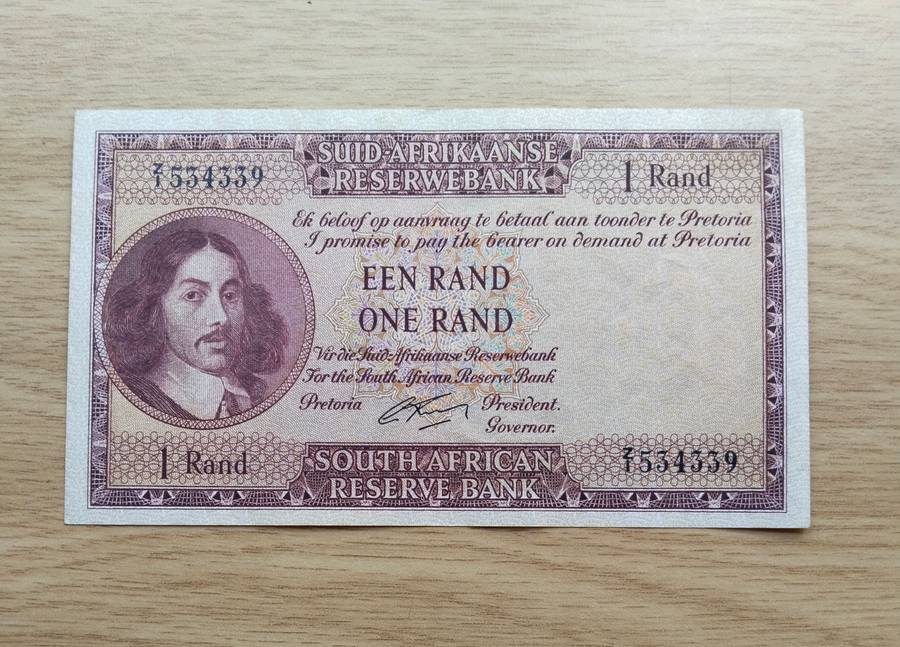 SUID-AFRIKAANSE
RESERWEBANK
Z/1 534339
1 Rand
Ek beloof op aanvraag te betaal aan toonder te Pretoria
I promise to pay the bearer on demand at Pretoria
EEN RAND
ONE RAND
Vir die Suid-Afrikaanse Reserwebank
For the South African Reserve Bank
Pretoria President.
Governor.
1 Rand
SOUTH AFRICAN
RESERVE BANK
Z/1 534339